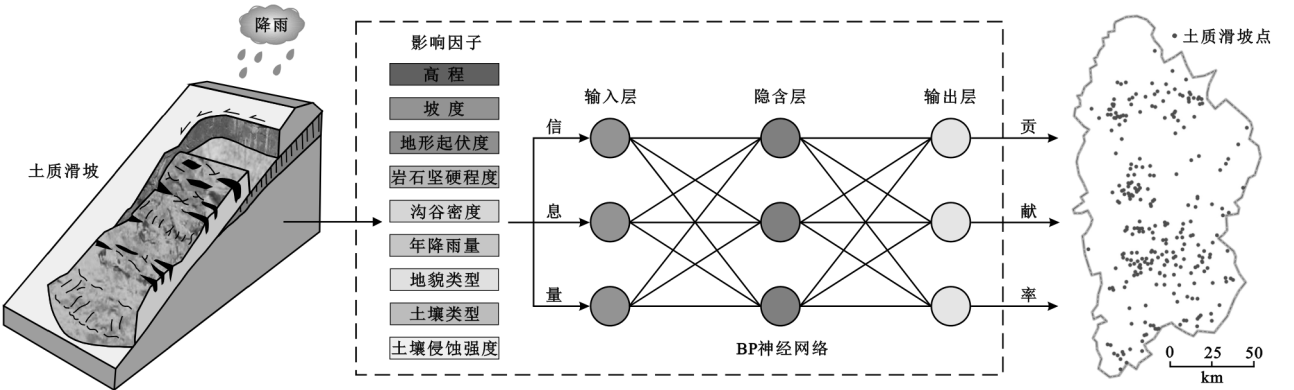 降雨
土质滑坡
影响因子
高程
坡度
地形起伏度
岩石坚硬程度
沟谷密度
年降雨量
地貌类型
土壤类型
土壤侵蚀强度
信
息
量
输入层
隐含层
输出层
BP神经网络
贡
献
率
土质滑坡点
0 25 50
km